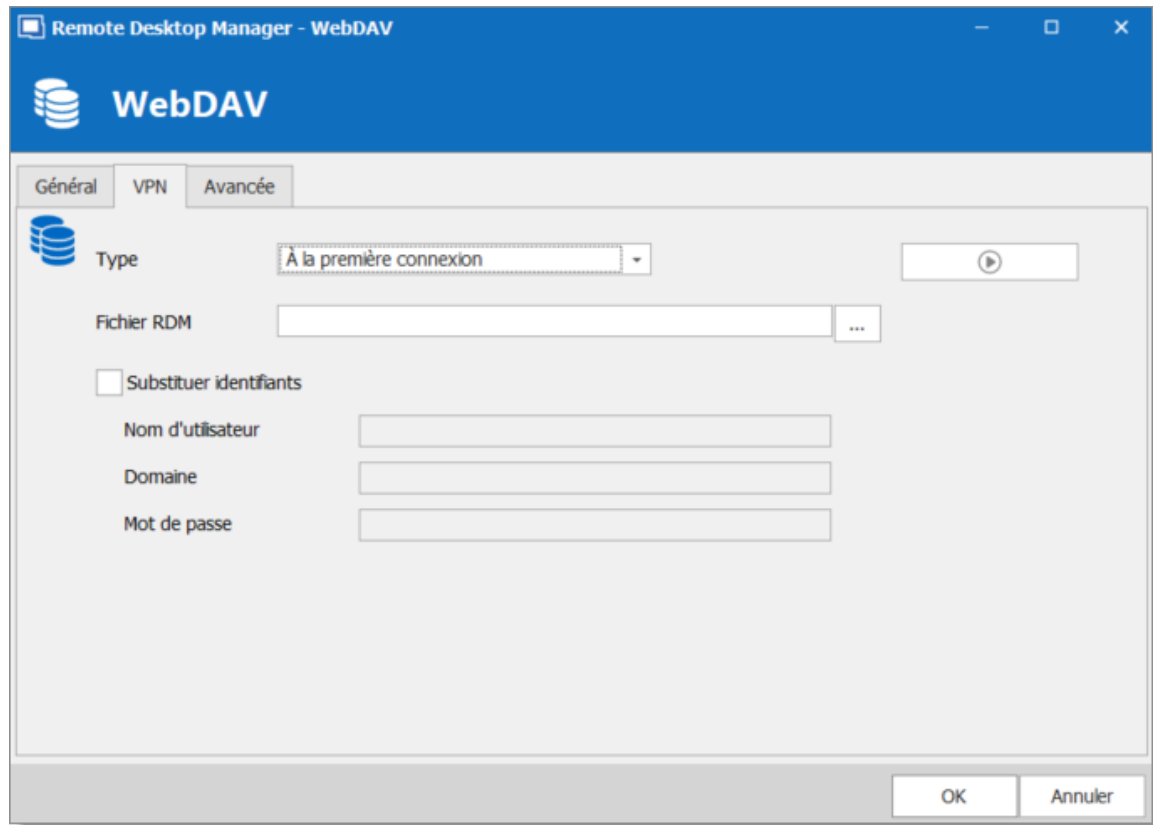 Remote Desktop Manager - WebDAV
WebDAV
Général VPN Avancée
Type À la première connexion
Fichier RDM ...
Substituer identifiants
Nom d'utilisateur
Domaine
Mot de passe
OK Annuler